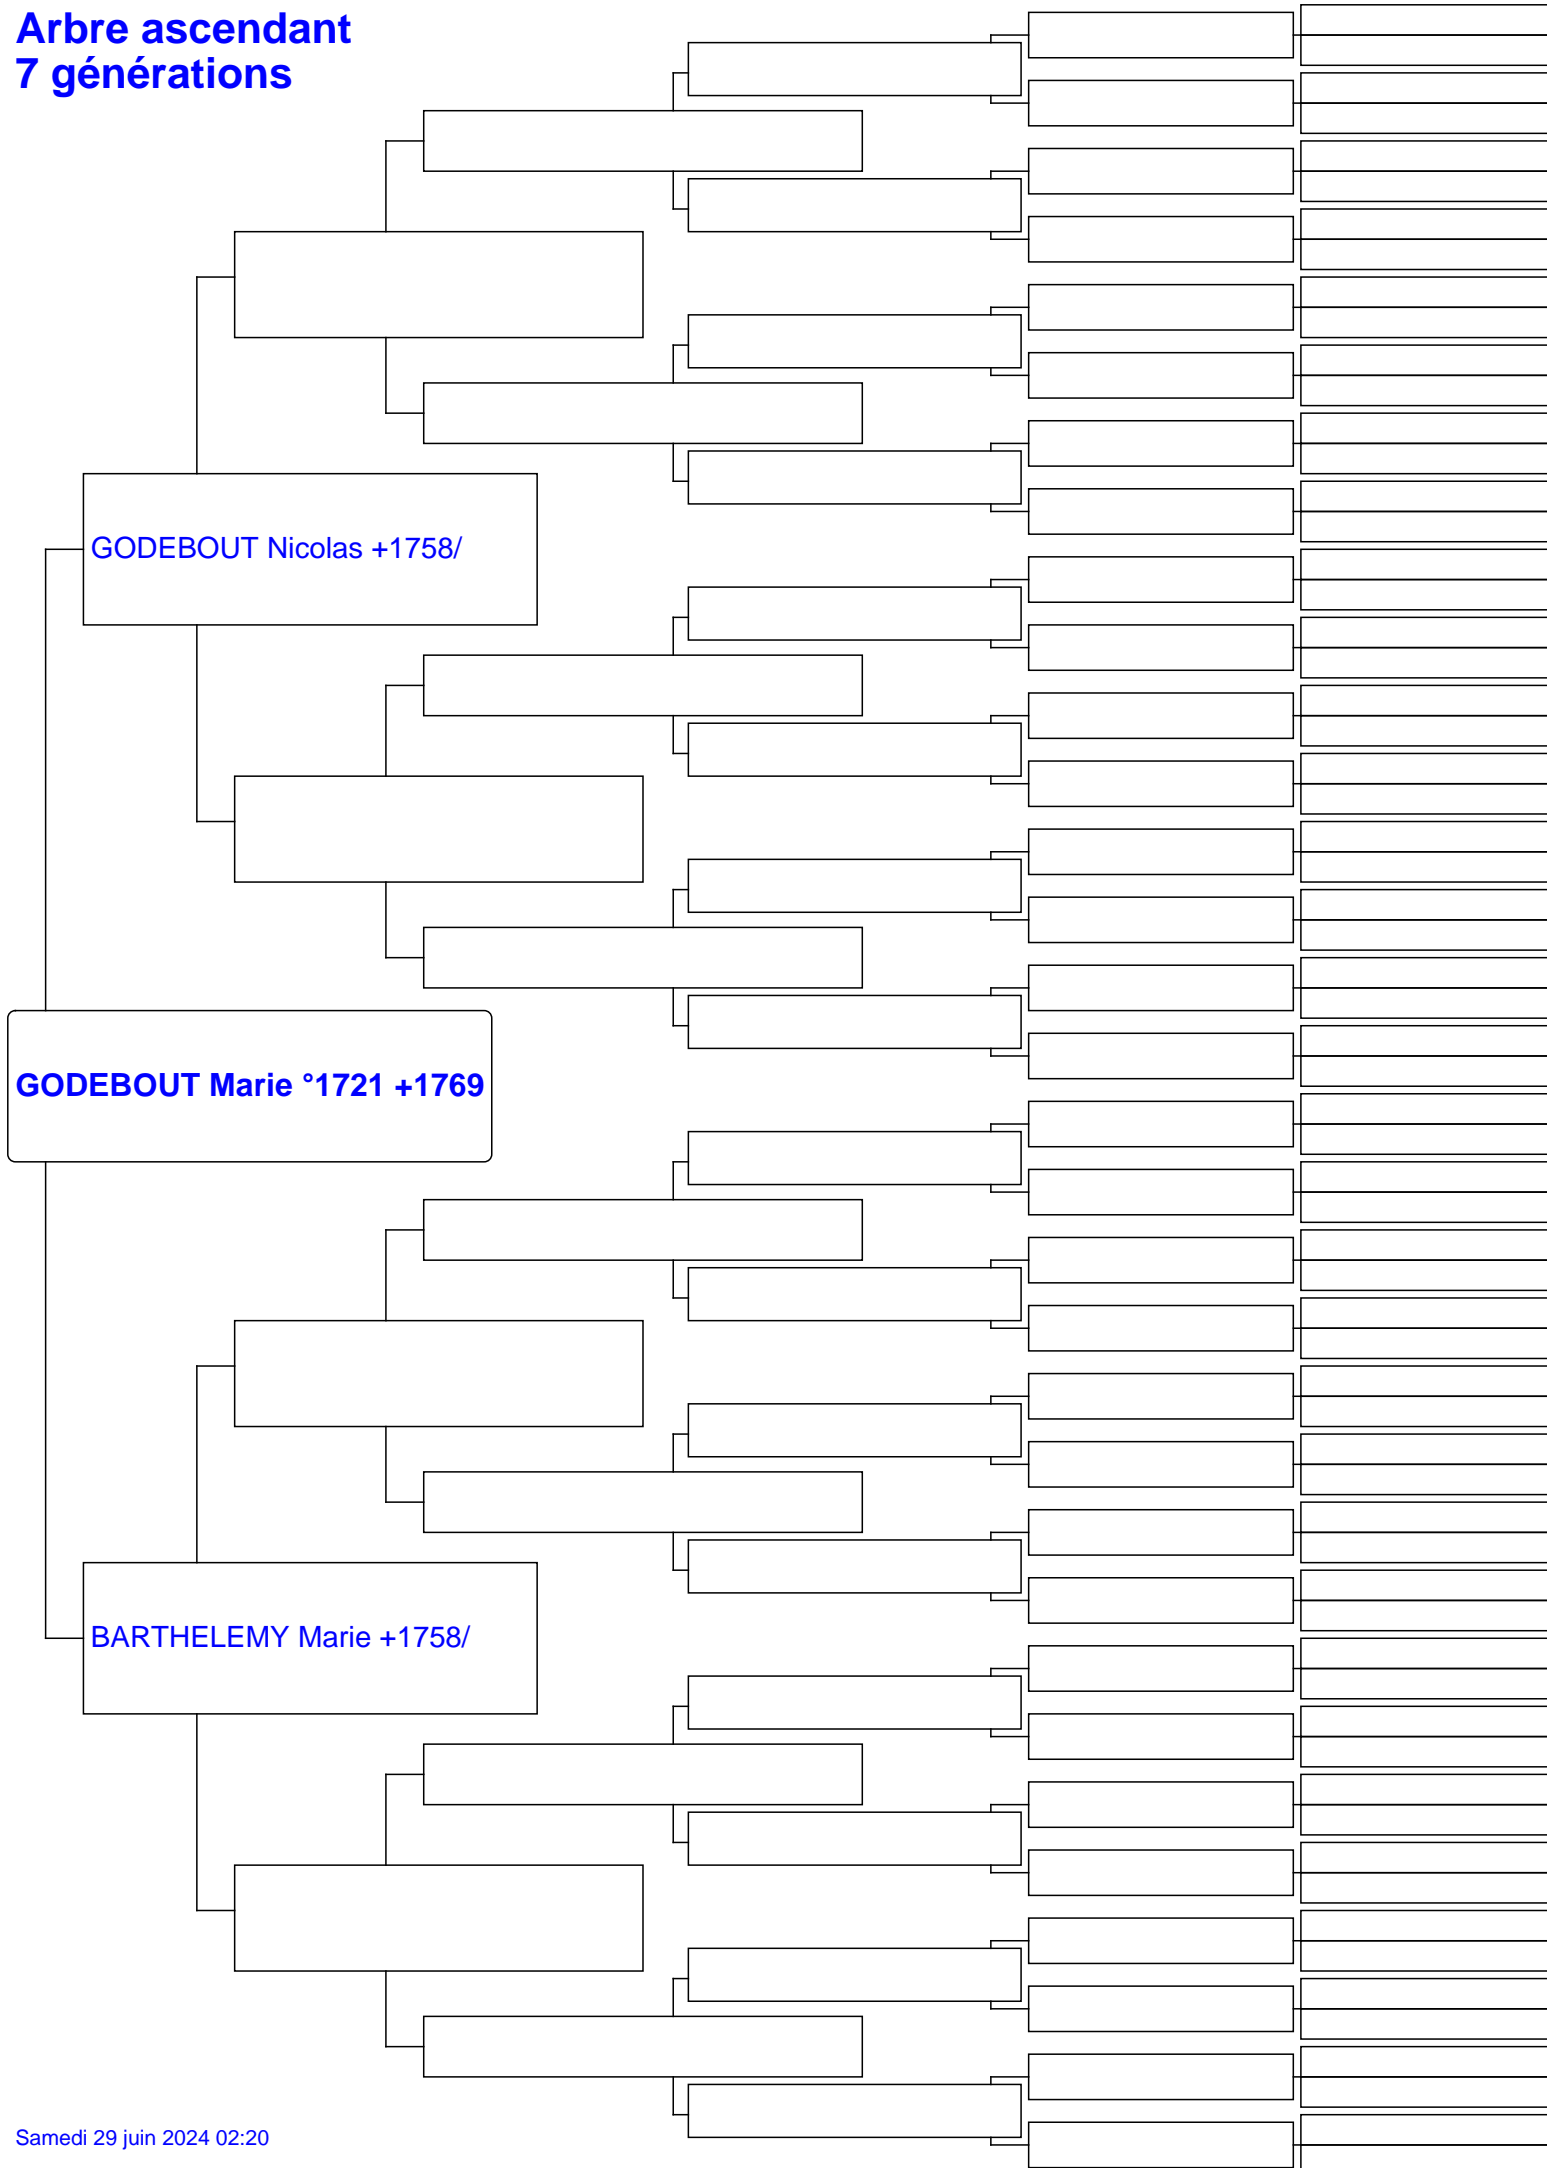 Arbre ascendant
7 générations
GODEBOUT Nicolas +1758/
GODEBOUT Marie °1721 +1769
BARTHELEMY Marie +1758/
Samedi 29 juin 2024 02:20